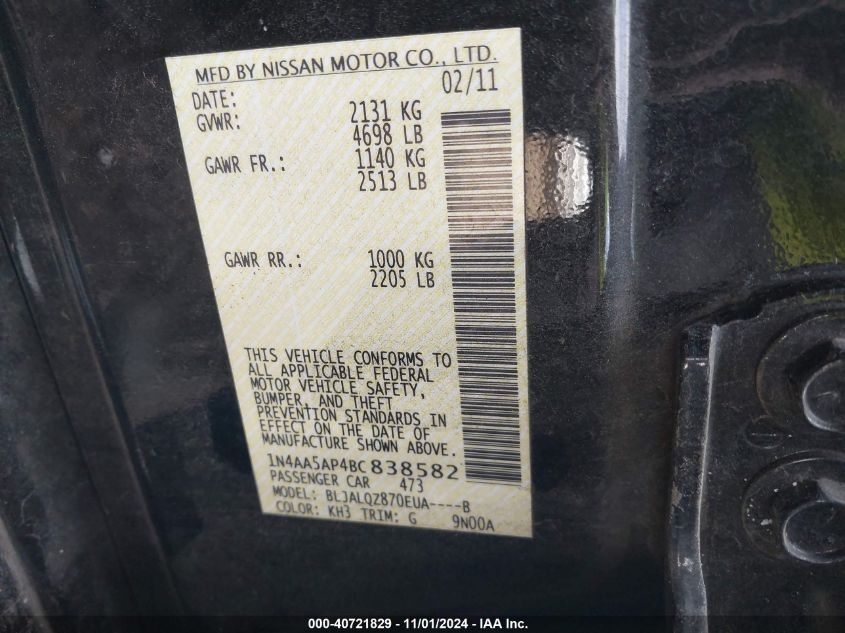 MFD BY NISSAN MOTOR CO., LTD.
DATE: 02/11
GVWR: 2131 KG
4698 LB
GAWR FR.: 1140 KG
2513 LB
GAWR RR.: 1000 KG
2205 LB
THIS VEHICLE CONFORMS TO
ALL APPLICABLE FEDERAL
MOTOR VEHICLE SAFETY,
BUMPER, AND THEFT
PREVENTION STANDARDS IN
EFFECT ON THE DATE OF
MANUFACTURE SHOWN ABOVE.
1N4AA5AP4BC838582
PASSENGER CAR 473
MODEL: BLJALQZ870EUA----B
COLOR: KH3 TRIM: G 9N00A
000-40721829 - 11/01/2024 - IAA Inc.